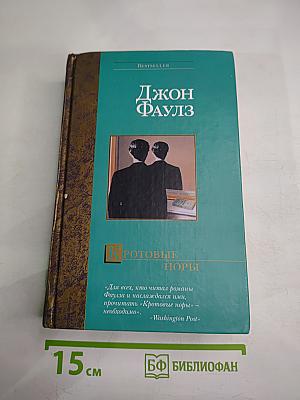 BESTSELLER
ДЖОН
ФАУЛЗ
КРОТОВЫЕ
НОРЫ
«Для всех, кто читал романы
Фаулза и наслаждался ими,
прочитать «Кротовые норы» –
необходимо».
«Washington Post»
15 см
БФ БИБЛИОФАН